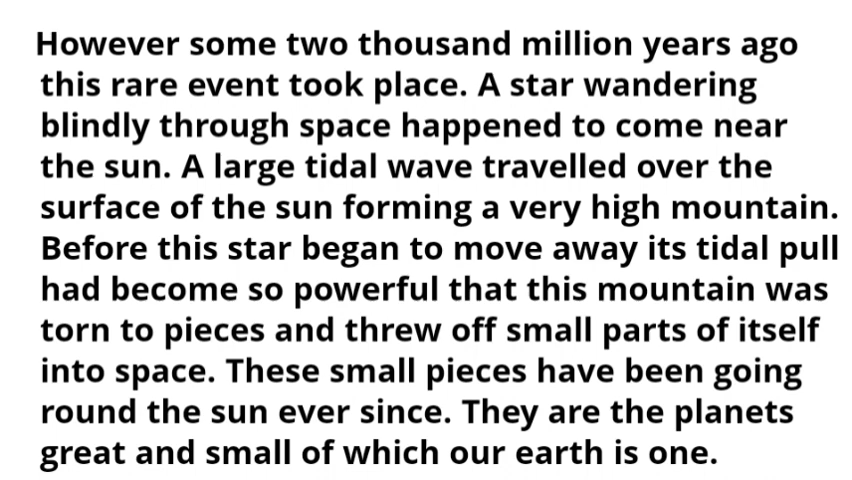 However some two thousand million years ago
this rare event took place. A star wandering
blindly through space happened to come near
the sun. A large tidal wave travelled over the
surface of the sun forming a very high mountain.
Before this star began to move away its tidal pull
had become so powerful that this mountain was
torn to pieces and threw off small parts of itself
into space. These small pieces have been going
round the sun ever since. They are the planets
great and small of which our earth is one.